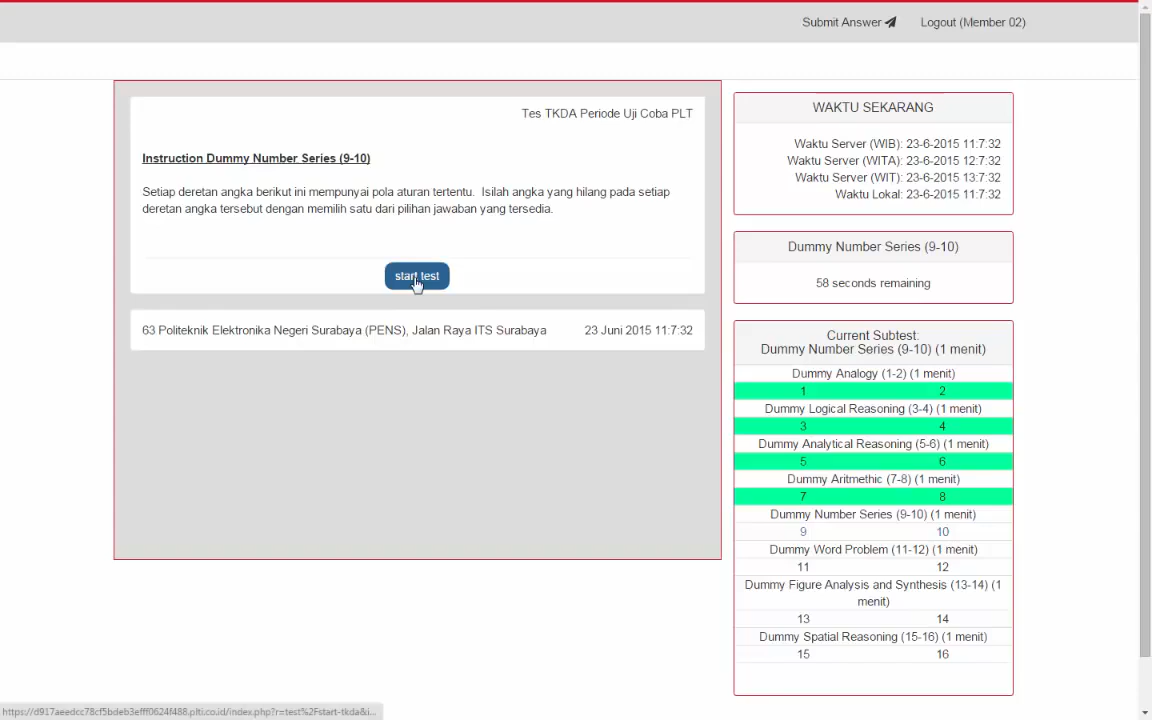 Submit Answer
Logout (Member 02)
Tes TKDA Periode Uji Coba PLT
Instruction Dummy Number Series (9-10)
Setiap deretan angka berikut ini mempunyai pola aturan tertentu. Isilah angka yang hilang pada setiap
deretan angka tersebut dengan memilih satu dari pilihan jawaban yang tersedia.
start test
63 Politeknik Elektronika Negeri Surabaya (PENS), Jalan Raya ITS Surabaya
23 Juni 2015 11:7:32
WAKTU SEKARANG
Waktu Server (WIB): 23-6-2015 11:7:32
Waktu Server (WITA): 23-6-2015 12:7:32
Waktu Server (WIT): 23-6-2015 13:7:32
Waktu Lokal: 23-6-2015 11:7:32
Dummy Number Series (9-10)
58 seconds remaining
Current Subtest:
Dummy Number Series (9-10) (1 menit)
Dummy Analogy (1-2) (1 menit)
1 2
Dummy Logical Reasoning (3-4) (1 menit)
3 4
Dummy Analytical Reasoning (5-6) (1 menit)
5 6
Dummy Aritmethic (7-8) (1 menit)
7 8
Dummy Number Series (9-10) (1 menit)
9 10
Dummy Word Problem (11-12) (1 menit)
11 12
Dummy Figure Analysis and Synthesis (13-14) (1
menit)
13 14
Dummy Spatial Reasoning (15-16) (1 menit)
15 16